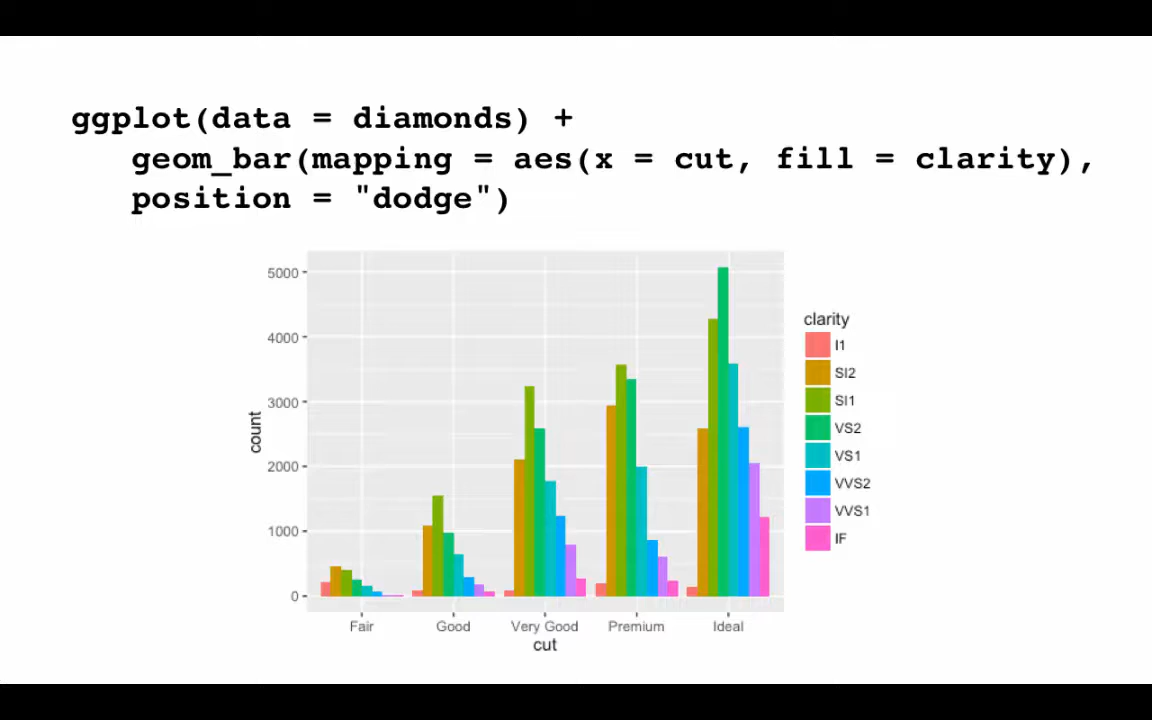 ggplot(data = diamonds) +
geom_bar(mapping = aes(x = cut, fill = clarity),
position = "dodge")
5000
4000
3000
2000
1000
0
count
Fair Good Very Good Premium Ideal
cut
clarity
I1
SI2
SI1
VS2
VS1
VVS2
VVS1
IF